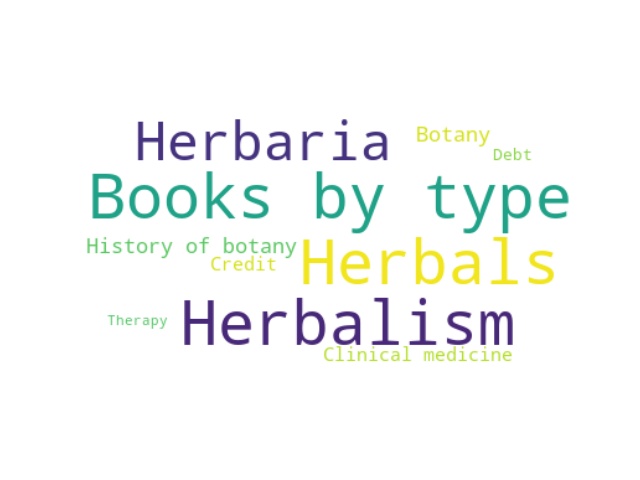 Herbaria
Botany
Debt
Books by type
History of botany
Herbals
Credit
Herbalism
Therapy
Clinical medicine